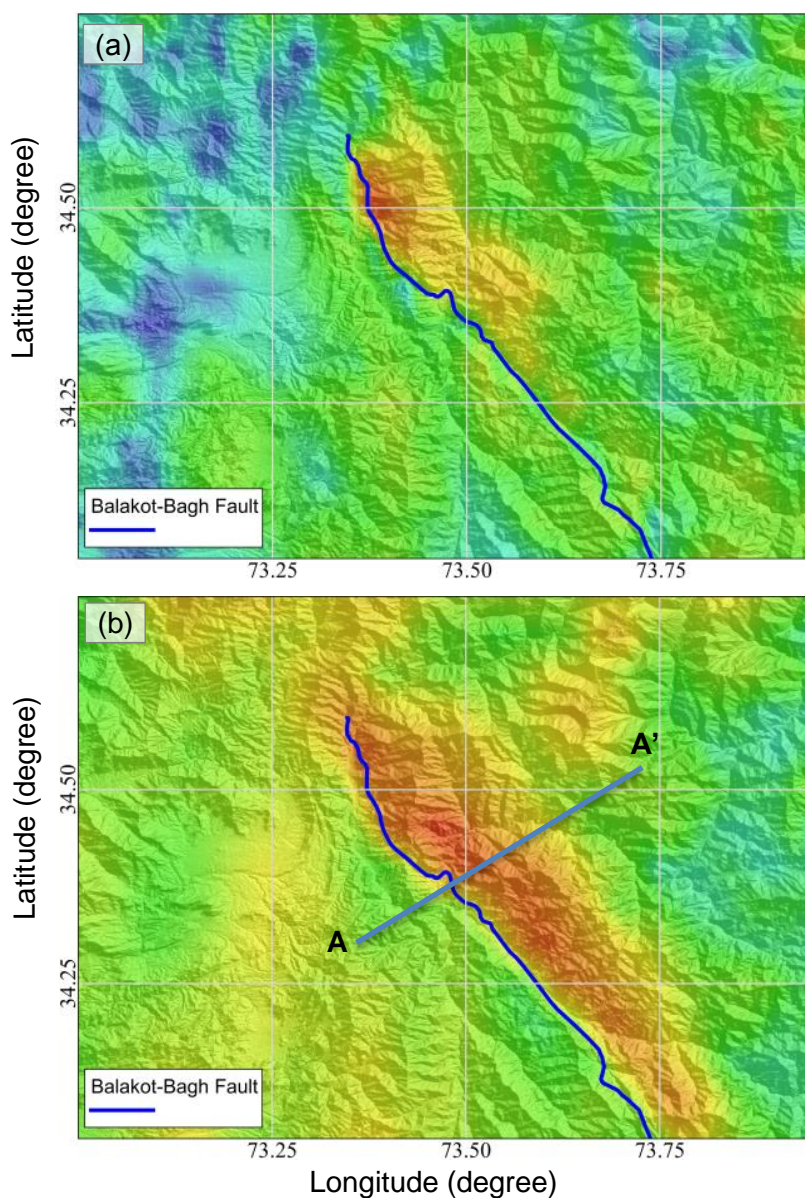 (a)
Latitude (degree)
34.50
34.25
Balakot-Bagh Fault
73.25
73.50
73.75
(b)
A'
Latitude (degree)
34.50
A
34.25
Balakot-Bagh Fault
73.25
73.50
73.75
Longitude (degree)